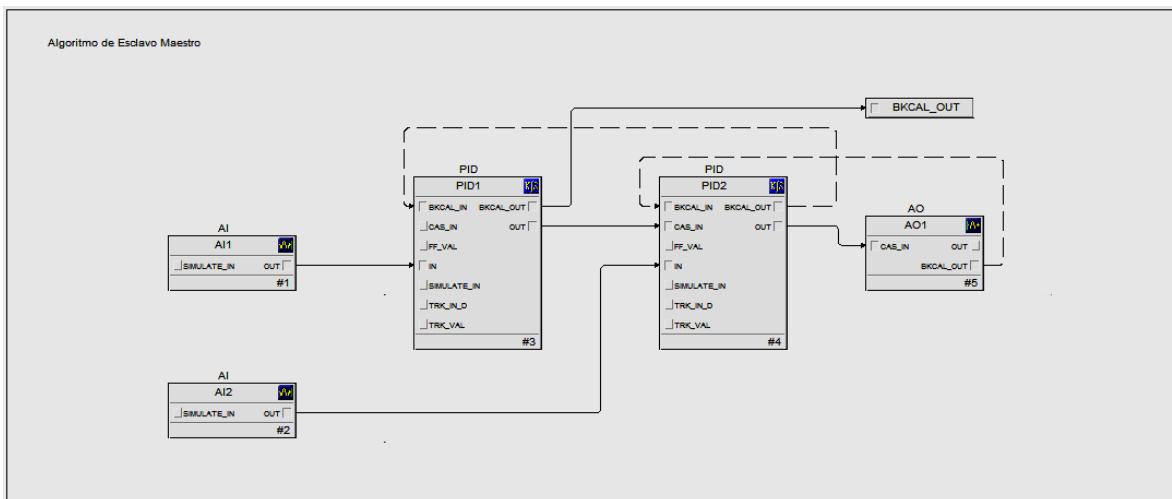 Algoritmo de Esclavo Maestro
BKCAL_OUT
PID
PID1
BKCAL_IN BKCAL_OUT
CAS_IN OUT
FF_VAL
IN
SIMULATE_IN
TRK_IN_D
TRK_VAL
#3
PID
PID2
BKCAL_IN BKCAL_OUT
CAS_IN OUT
FF_VAL
IN
SIMULATE_IN
TRK_IN_D
TRK_VAL
#4
AO
AO1
CAS_IN OUT
BKCAL_OUT
#5
AI
AI1
SIMULATE_IN OUT
#1
AI
AI2
SIMULATE_IN OUT
#2